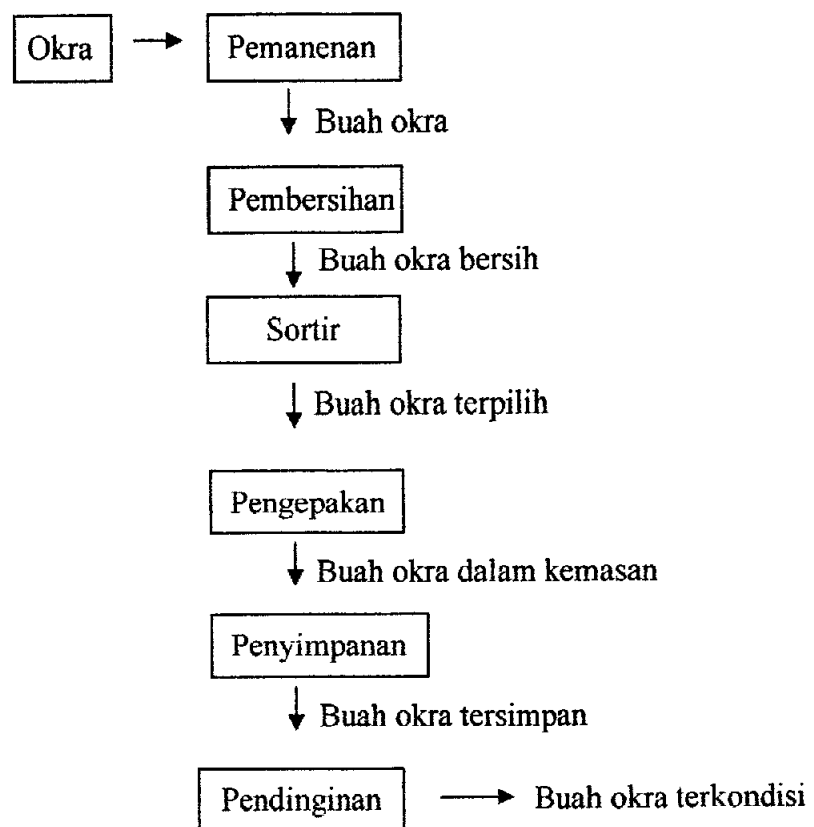 Okra
Pemanenan
Buah okra
Pembersihan
Buah okra bersih
Sortir
Buah okra terpilih
Pengepakan
Buah okra dalam kemasan
Penyimpanan
Buah okra tersimpan
Pendinginan
Buah okra terkondisi